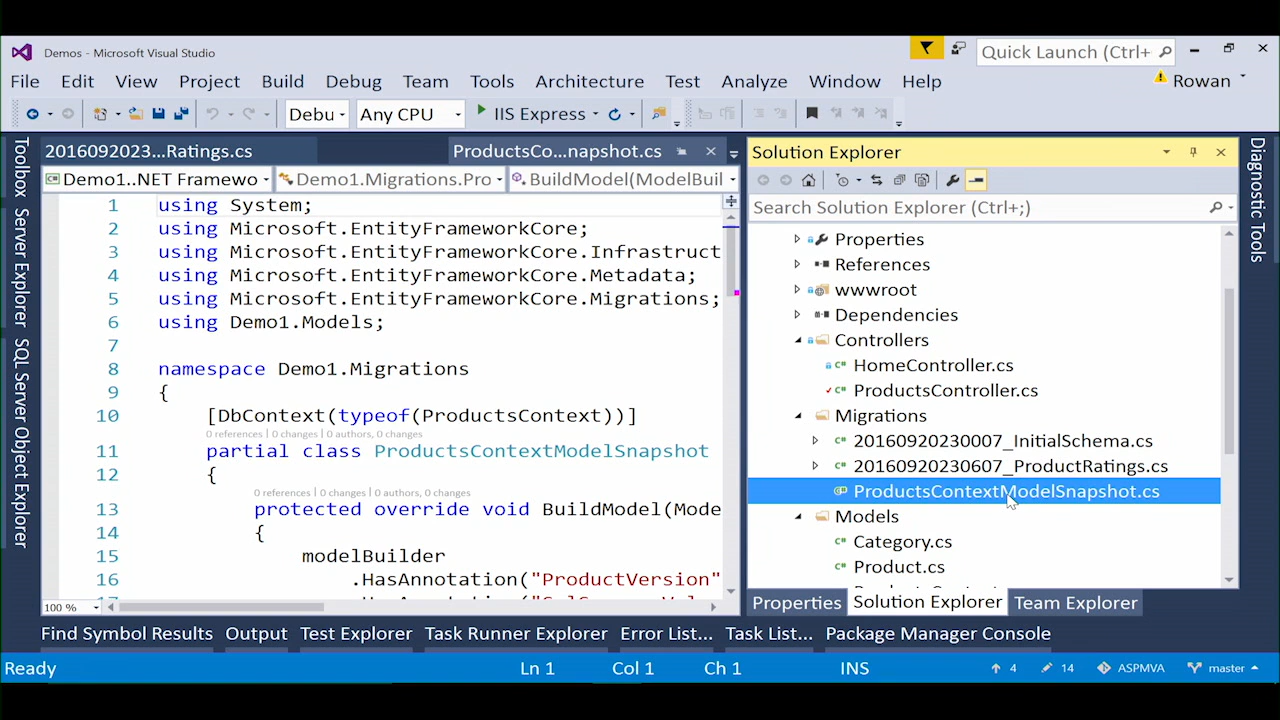 Demos - Microsoft Visual Studio
Quick Launch (Ctrl+
File Edit View Project Build Debug Team Tools Architecture Test Analyze Window Help Rowan
Debu Any CPU IIS Express
Toolbox
Server Explorer
SQL Server Object Explorer
2016092023...Ratings.cs ProductsCo...napshot.cs
Demo1..NET Framewo Demo1.Migrations.Pro BuildModel(ModelBuil
1 using System;
2 using Microsoft.EntityFrameworkCore;
3 using Microsoft.EntityFrameworkCore.Infrastruct
4 using Microsoft.EntityFrameworkCore.Metadata;
5 using Microsoft.EntityFrameworkCore.Migrations;
6 using Demo1.Models;
7
8 namespace Demo1.Migrations
9 {
10 [DbContext(typeof(ProductsContext))]
0 references | 0 changes | 0 authors, 0 changes
11 partial class ProductsContextModelSnapshot
12 {
0 references | 0 changes | 0 authors, 0 changes
13 protected override void BuildModel(Mode
14 {
15 modelBuilder
16 .HasAnnotation("ProductVersion"
100 %
Solution Explorer
Search Solution Explorer (Ctrl+;)
Properties
References
wwwroot
Dependencies
Controllers
HomeController.cs
ProductsController.cs
Migrations
20160920230007_InitialSchema.cs
20160920230607_ProductRatings.cs
ProductsContextModelSnapshot.cs
Models
Category.cs
Product.cs
Properties Solution Explorer Team Explorer
Diagnostic Tools
Find Symbol Results Output Test Explorer Task Runner Explorer Error List... Task List... Package Manager Console
Ready Ln 1 Col 1 Ch 1 INS 4 14 ASPMVA master